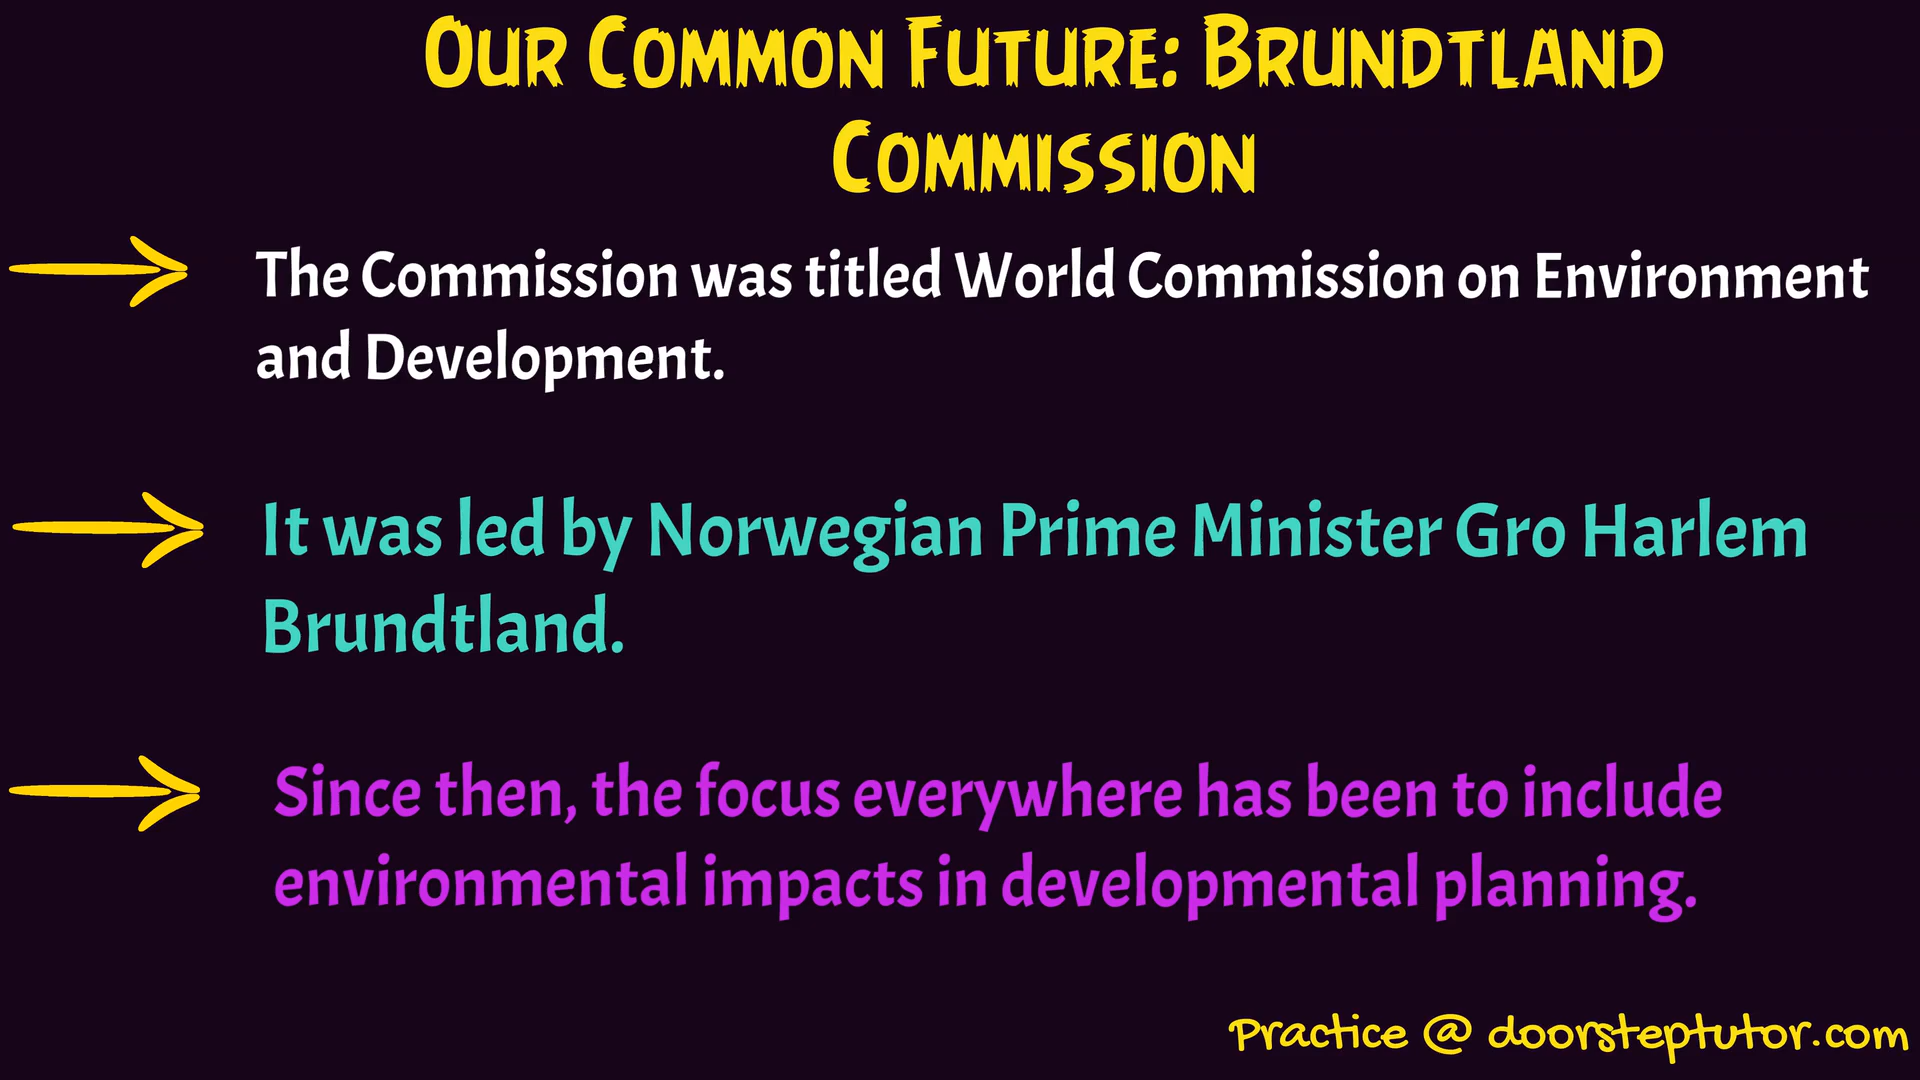 Our Common Future: Brundtland
Commission
The Commission was titled World Commission on Environment
and Development.
It was led by Norwegian Prime Minister Gro Harlem
Brundtland.
Since then, the focus everywhere has been to include
environmental impacts in developmental planning.
Practice @ doorsteptutor.com